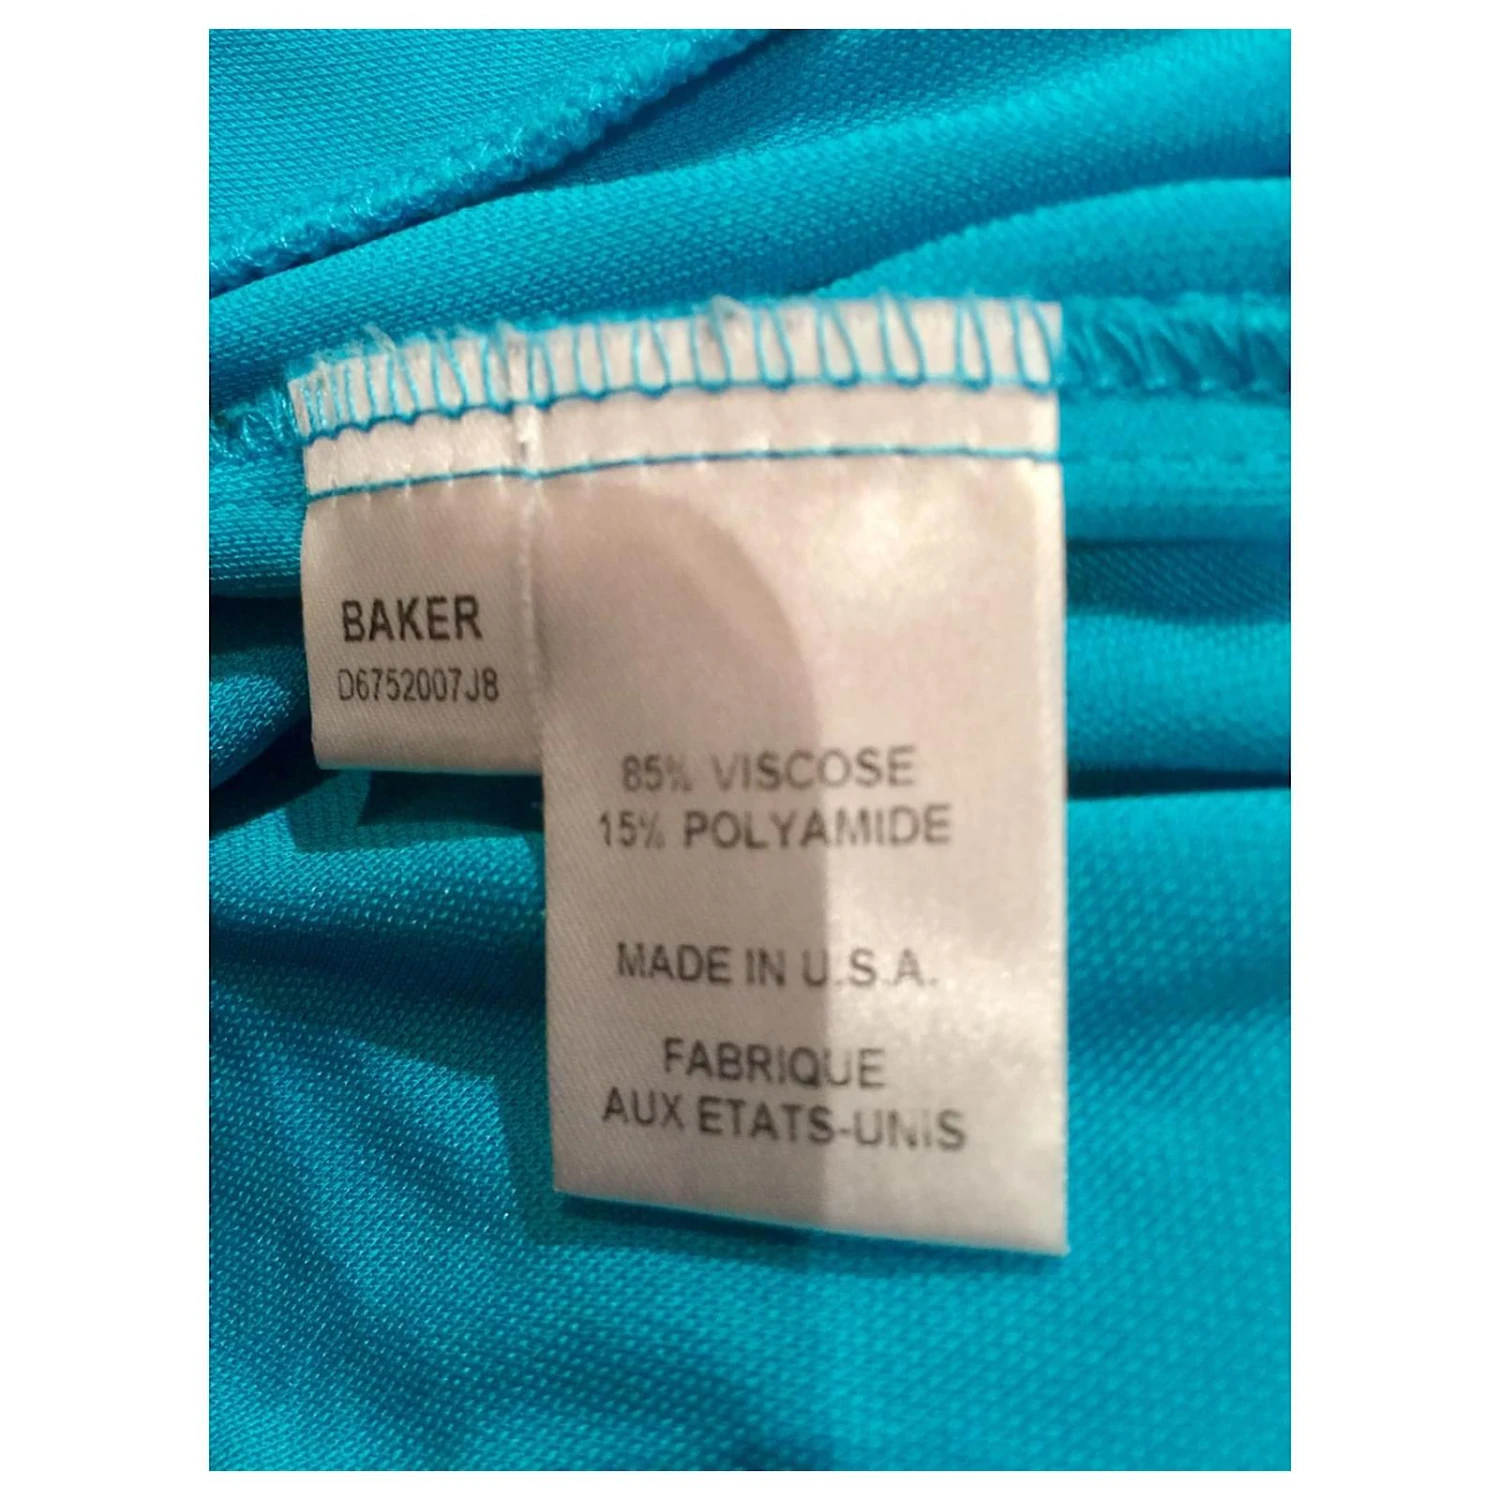 BAKER
D6752007J8
85% VISCOSE
15% POLYAMIDE
MADE IN U.S.A.
FABRIQUE
AUX ETATS-UNIS